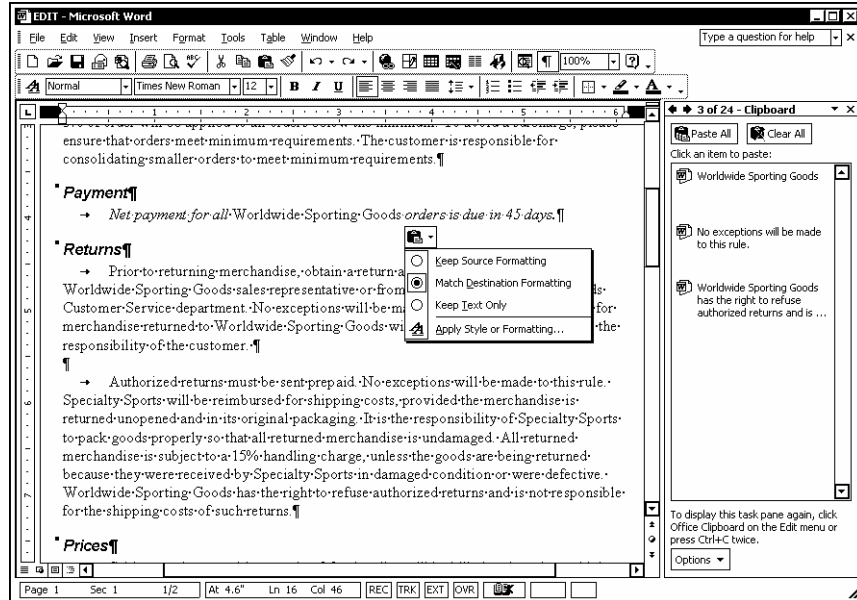 EDIT - Microsoft Word
File Edit View Insert Format Tools Table Window Help
Type a question for help
100%
Normal Times New Roman 12 B I U
3 of 24 - Clipboard
Paste All Clear All
Click an item to paste:
Worldwide Sporting Goods
No exceptions will be made
to this rule.
Worldwide Sporting Goods
has the right to refuse
authorized returns and is ...
To display this task pane again, click
Office Clipboard on the Edit menu or
press Ctrl+C twice.
Options
ensure that orders meet minimum requirements. The customer is responsible for
consolidating smaller orders to meet minimum requirements.¶
Payment¶
→ Net payment for all Worldwide Sporting Goods orders is due in 45 days.¶
Returns¶
→ Prior to returning merchandise, obtain a return a
Worldwide Sporting Goods sales representative or from ds
Customer Service department. No exceptions will be ma for
merchandise returned to Worldwide Sporting Goods wi the
responsibility of the customer. ¶
¶
→ Authorized returns must be sent prepaid. No exceptions will be made to this rule.
Specialty Sports will be reimbursed for shipping costs, provided the merchandise is
returned unopened and in its original packaging. It is the responsibility of Specialty Sports
to pack goods properly so that all returned merchandise is undamaged. All returned
merchandise is subject to a 15% handling charge, unless the goods are being returned
because they were received by Specialty Sports in damaged condition or were defective.
Worldwide Sporting Goods has the right to refuse authorized returns and is not responsible
for the shipping costs of such returns.¶
Prices¶
Keep Source Formatting
Match Destination Formatting
Keep Text Only
Apply Style or Formatting...
Page 1 Sec 1 1/2 At 4.6" Ln 16 Col 46 REC TRK EXT OVR